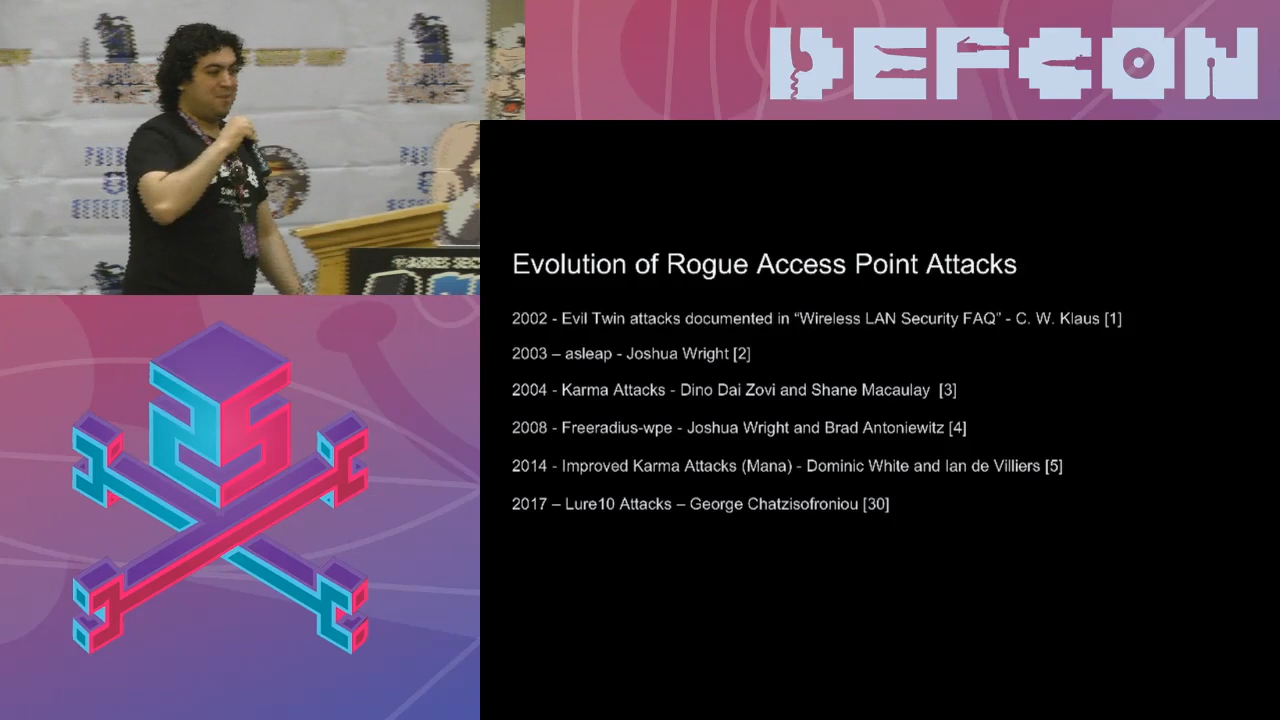 DEFCON
Evolution of Rogue Access Point Attacks
2002 - Evil Twin attacks documented in “Wireless LAN Security FAQ” - C. W. Klaus [1]
2003 – asleap - Joshua Wright [2]
2004 - Karma Attacks - Dino Dai Zovi and Shane Macaulay [3]
2008 - Freeradius-wpe - Joshua Wright and Brad Antoniewitz [4]
2014 - Improved Karma Attacks (Mana) - Dominic White and Ian de Villiers [5]
2017 – Lure10 Attacks – George Chatzisofroniou [30]